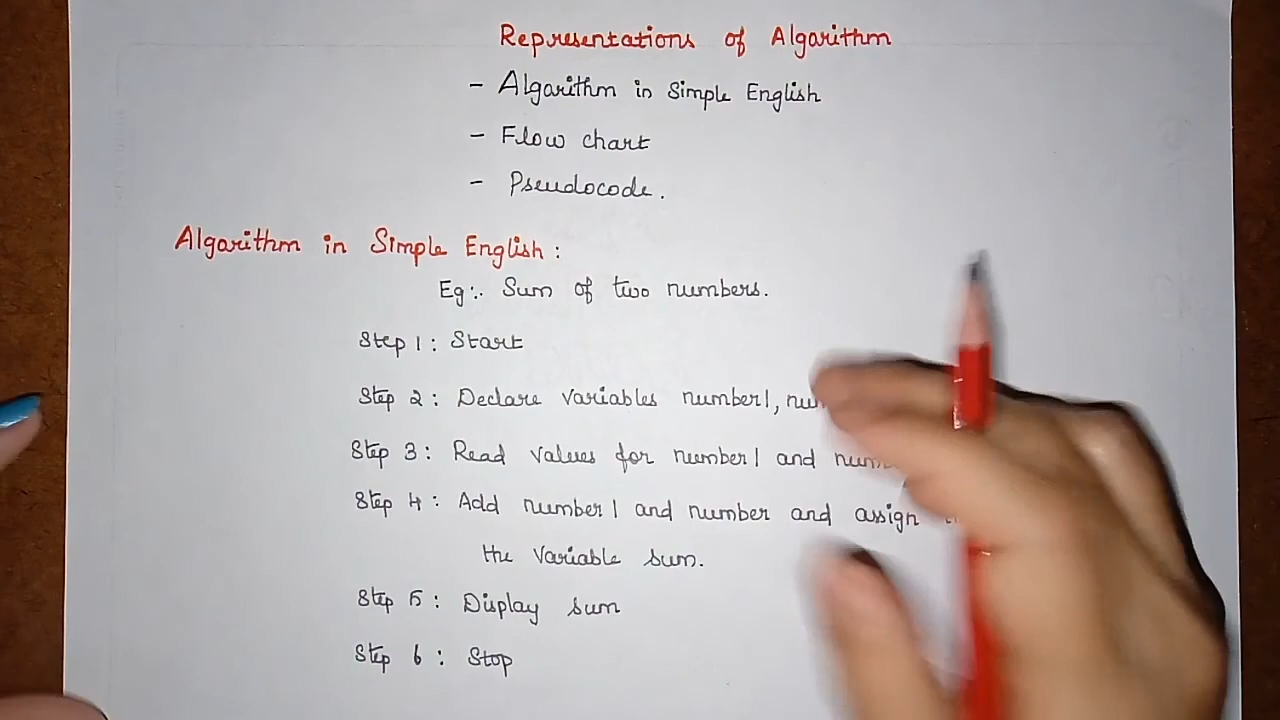 Representations of Algorithm
- Algorithm in Simple English
- Flow chart
- Pseudocode.
Algorithm in Simple English :
Eg:. Sum of two numbers.
Step 1 : Start
Step 2 : Declare variables number1,
Step 3 : Read values for number1 and
Step 4 : Add number1 and number and assign
the variable sum.
Step 5 : Display sum
Step 6 : Stop